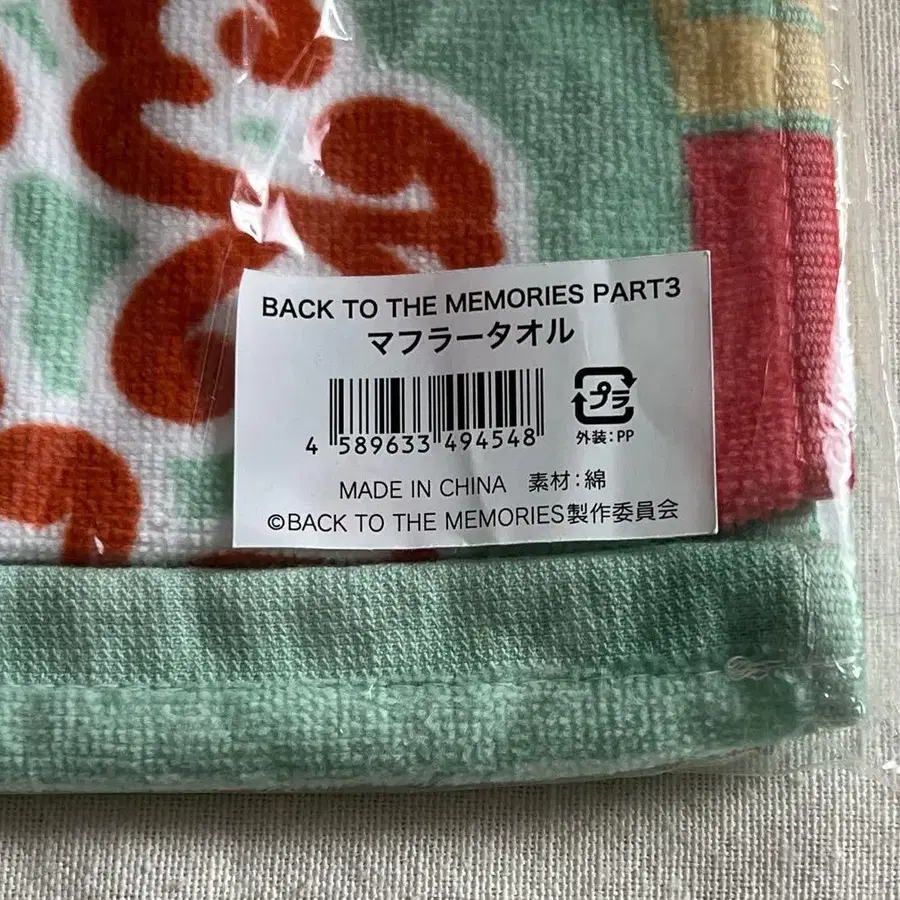 BACK TO THE MEMORIES PART3
マフラータオル
4 589633 494548
プラ
外装:PP
MADE IN CHINA 素材:綿
©BACK TO THE MEMORIES製作委員会